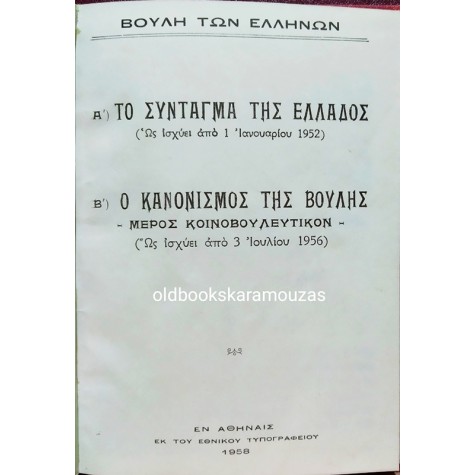 ΒΟΥΛΗ ΤΩΝ ΕΛΛΗΝΩΝ
Α') ΤΟ ΣΥΝΤΑΓΜΑ ΤΗΣ ΕΛΛΑΔΟΣ
(Ὡς ἰσχύει ἀπὸ 1 Ἰανουαρίου 1952)
Β') Ο ΚΑΝΟΝΙΣΜΟΣ ΤΗΣ ΒΟΥΛΗΣ
- ΜΕΡΟΣ ΚΟΙΝΟΒΟΥΛΕΥΤΙΚΟΝ -
(Ὡς ἰσχύει ἀπὸ 3 Ἰουλίου 1956)
oldbookskaramouzas
ΕΝ ΑΘΗΝΑΙΣ
ΕΚ ΤΟΥ ΕΘΝΙΚΟΥ ΤΥΠΟΓΡΑΦΕΙΟΥ
1958